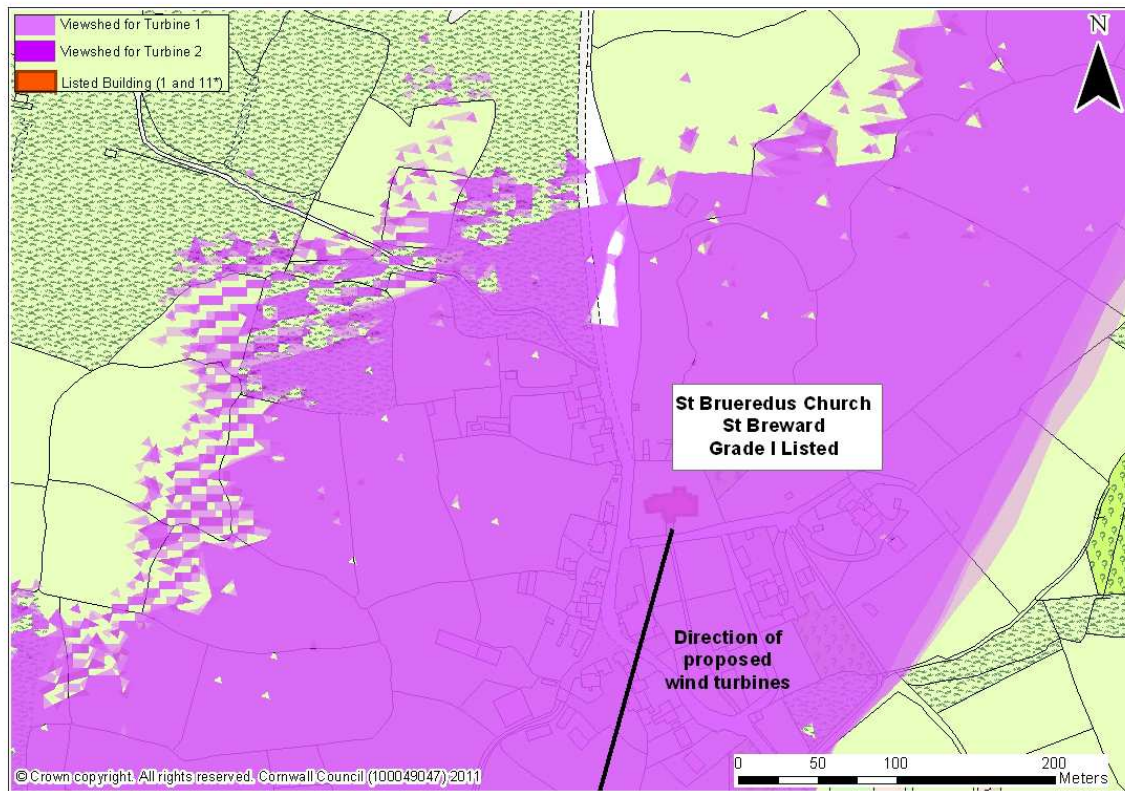 Viewshed for Turbine 1
Viewshed for Turbine 2
Listed Building (1 and 11*)
N
St Brueredus Church
St Breward
Grade I Listed
Direction of
proposed
wind turbines
© Crown copyright. All rights reserved. Cornwall Council (100049047) 2011
0 50 100 200
Meters